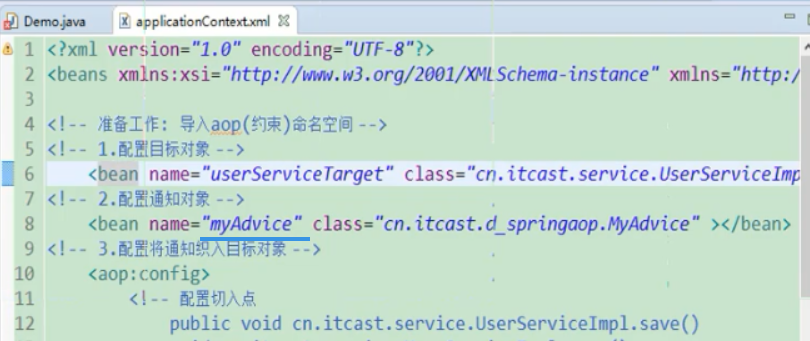 Demo.java applicationContext.xml
1 <?xml version="1.0" encoding="UTF-8"?>
2 <beans xmlns:xsi="http://www.w3.org/2001/XMLSchema-instance" xmlns="http:/
3
4 <!-- 准备工作: 导入aop(约束)命名空间 -->
5 <!-- 1.配置目标对象 -->
6 <bean name="userServiceTarget" class="cn.itcast.service.UserServiceImp
7 <!-- 2.配置通知对象 -->
8 <bean name="myAdvice" class="cn.itcast.d_springaop.MyAdvice" ></bean>
9 <!-- 3.配置将通知织入目标对象 -->
10 <aop:config>
11 <!-- 配置切入点
12 public void cn.itcast.service.UserServiceImpl.save()